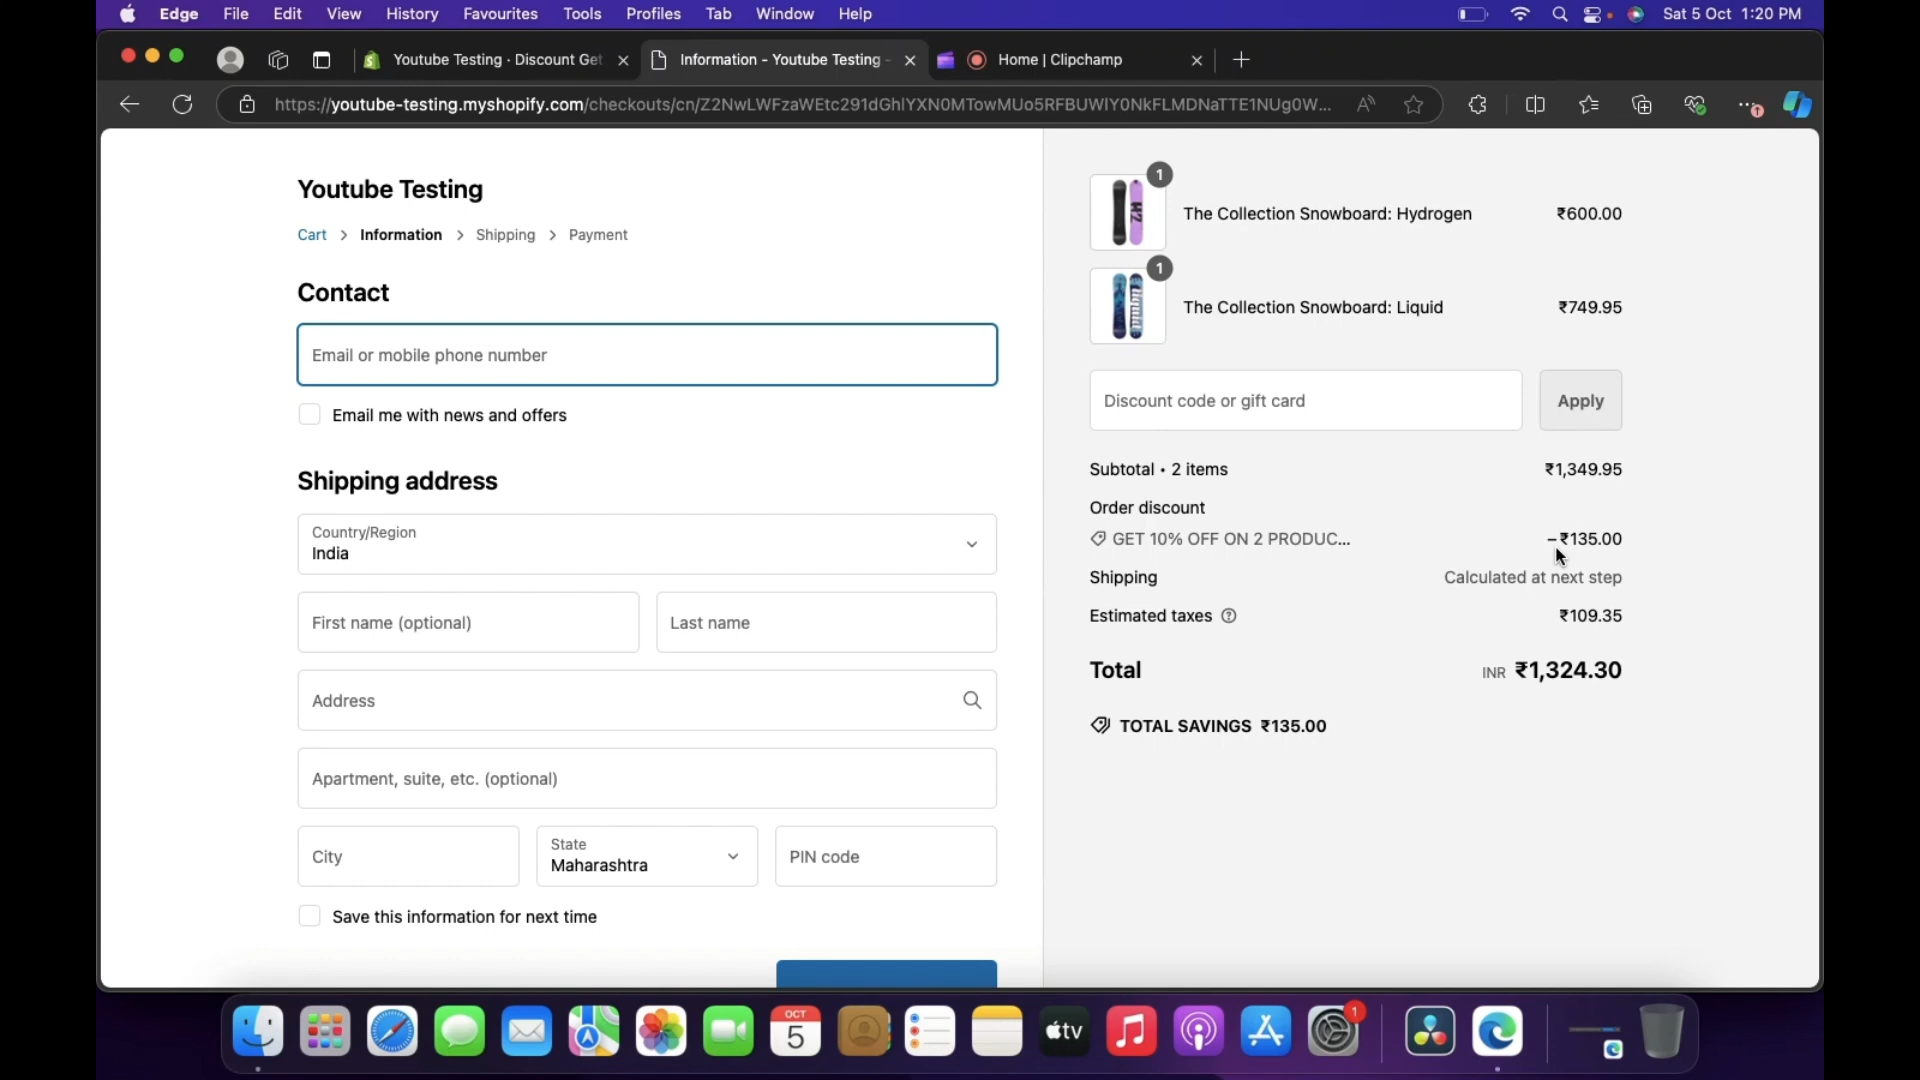 Edge File Edit View History Favourites Tools Profiles Tab Window Help Sat 5 Oct 1:20 PM
Youtube Testing · Discount Get Information - Youtube Testing - Home | Clipchamp
https://youtube-testing.myshopify.com/checkouts/cn/Z2NwLWFzaWEtc291dGhlYXN0MTowMUo5RFBUWlY0NkFLMDNaTTE1NUg0W...
Youtube Testing
Cart > Information > Shipping > Payment
Contact
Email or mobile phone number
Email me with news and offers
Shipping address
Country/Region
India
First name (optional) Last name
Address
Apartment, suite, etc. (optional)
City State PIN code
Maharashtra
Save this information for next time
1
The Collection Snowboard: Hydrogen ₹600.00
1
The Collection Snowboard: Liquid ₹749.95
Discount code or gift card Apply
Subtotal • 2 items ₹1,349.95
Order discount
GET 10% OFF ON 2 PRODUC... −₹135.00
Shipping Calculated at next step
Estimated taxes ₹109.35
Total INR ₹1,324.30
TOTAL SAVINGS ₹135.00
OCT
5
tv
1